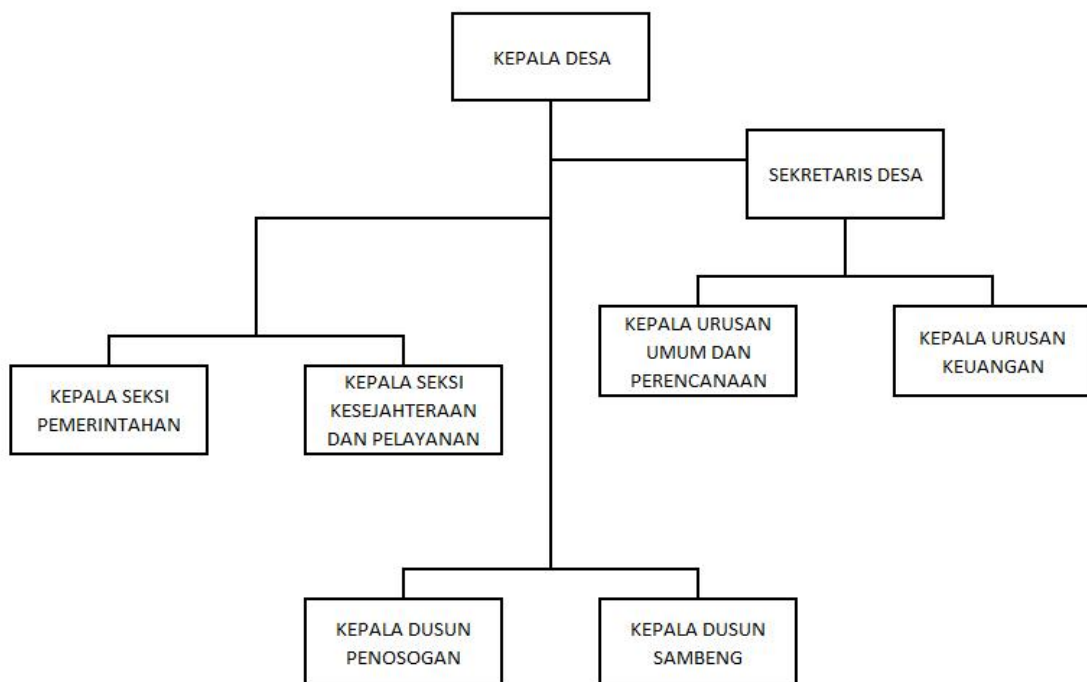 KEPALA DESA
SEKRETARIS DESA
KEPALA URUSAN
UMUM DAN
PERENCANAAN
KEPALA URUSAN
KEUANGAN
KEPALA SEKSI
PEMERINTAHAN
KEPALA SEKSI
KESEJAHTERAAN
DAN PELAYANAN
KEPALA DUSUN
PENOSOGAN
KEPALA DUSUN
SAMBENG